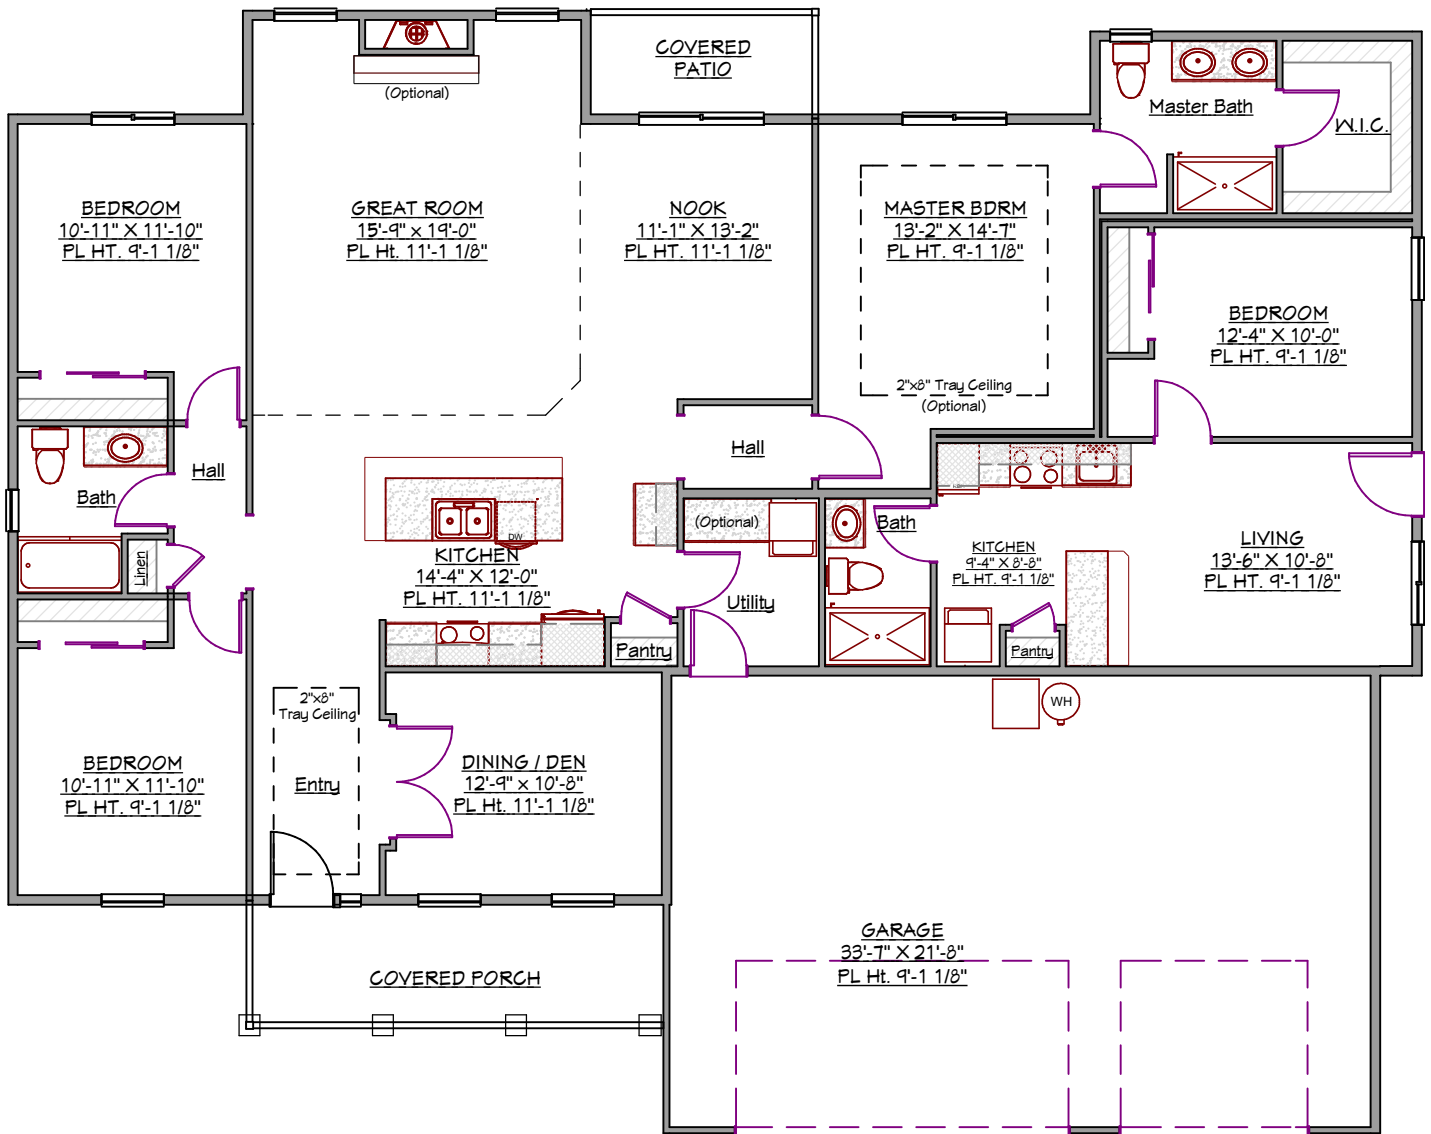 COVERED
PATIO
(Optional)
Master Bath
W.I.C.
BEDROOM
10'-11" X 11'-10"
PL HT. 9'-1 1/8"
GREAT ROOM
15'-9" x 19'-0"
PL Ht. 11'-1 1/8"
NOOK
11'-1" X 13'-2"
PL HT. 11'-1 1/8"
MASTER BDRM
13'-2" X 14'-7"
PL HT. 9'-1 1/8"
2"x8" Tray Ceiling
(Optional)
BEDROOM
12'-4" X 10'-0"
PL HT. 9'-1 1/8"
Hall
Bath
Hall
Linen
(Optional)
DW
KITCHEN
14'-4" X 12'-0"
PL HT. 11'-1 1/8"
Utility
Pantry
Bath
KITCHEN
9'-4" X 8'-8"
PL HT. 9'-1 1/8"
LIVING
13'-6" X 10'-8"
PL HT. 9'-1 1/8"
Pantry
2"x8"
Tray Ceiling
WH
BEDROOM
10'-11" X 11'-10"
PL HT. 9'-1 1/8"
Entry
DINING / DEN
12'-9" x 10'-8"
PL Ht. 11'-1 1/8"
GARAGE
33'-7" X 21'-8"
PL Ht. 9'-1 1/8"
COVERED PORCH